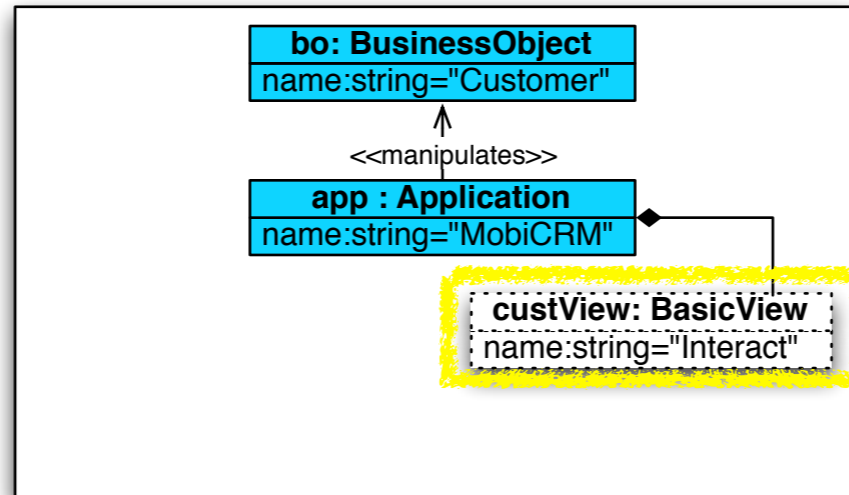 bo: BusinessObject
name:string="Customer"
<<manipulates>>
app : Application
name:string="MobiCRM"
custView: BasicView
name:string="Interact"